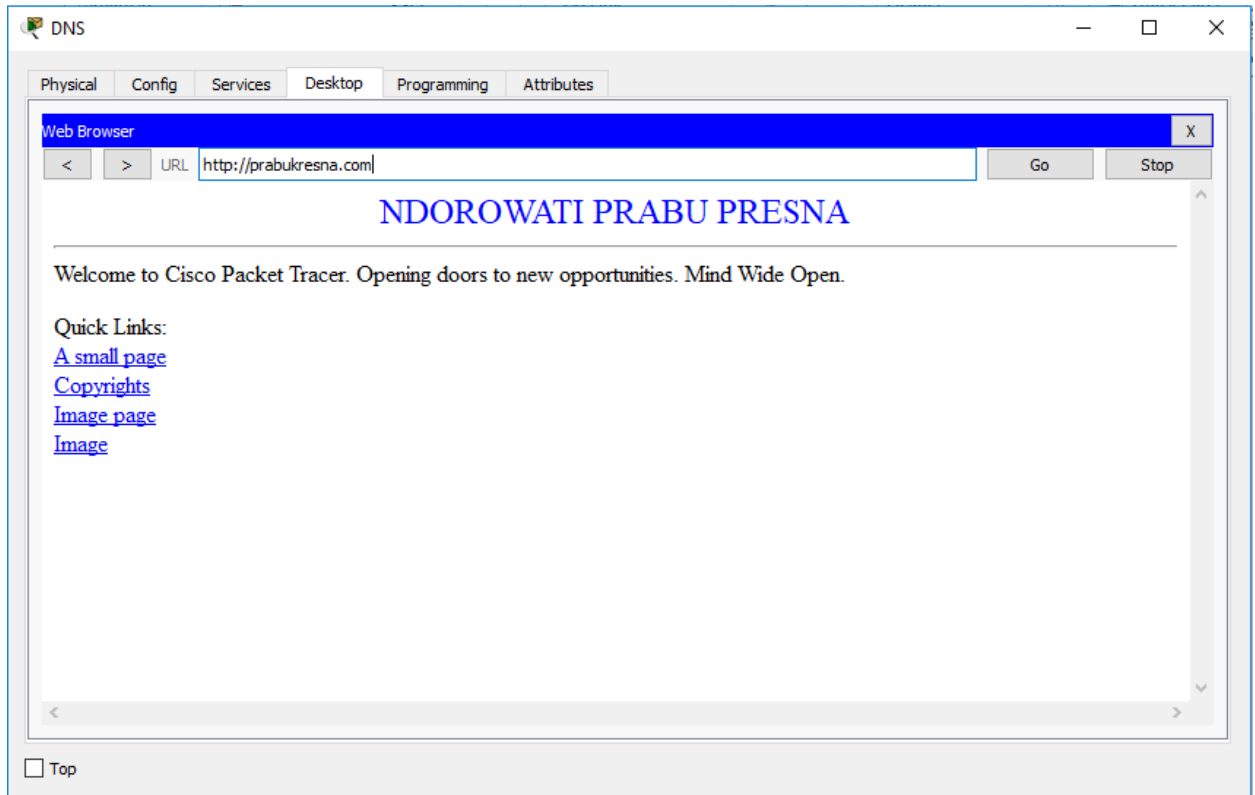 DNS
Physical Config Services Desktop Programming Attributes
Web Browser X
< > URL http://prabukresna.com Go Stop
NDOROWATI PRABU PRESNA
Welcome to Cisco Packet Tracer. Opening doors to new opportunities. Mind Wide Open.
Quick Links:
A small page
Copyrights
Image page
Image
Top